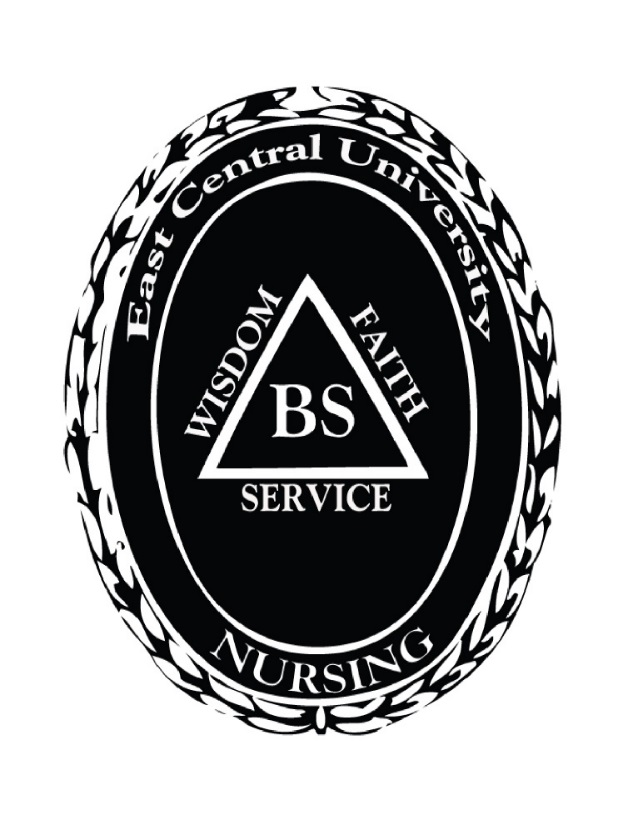 East Central University
WISDOM
FAITH
BS
SERVICE
NURSING